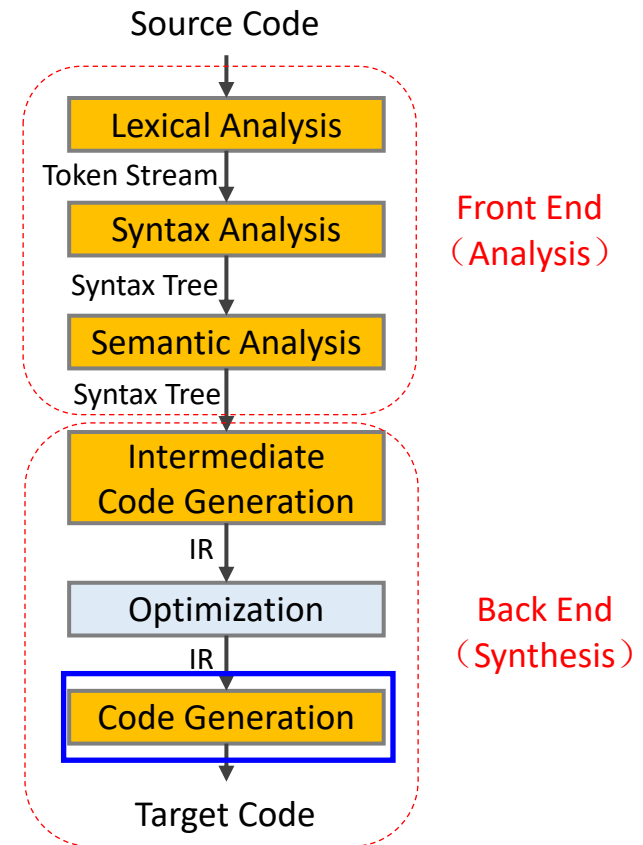 Source Code
Lexical Analysis
Token Stream
Syntax Analysis
Syntax Tree
Semantic Analysis
Syntax Tree
Front End
（Analysis）
Intermediate
Code Generation
IR
Optimization
IR
Code Generation
Target Code
Back End
（Synthesis）